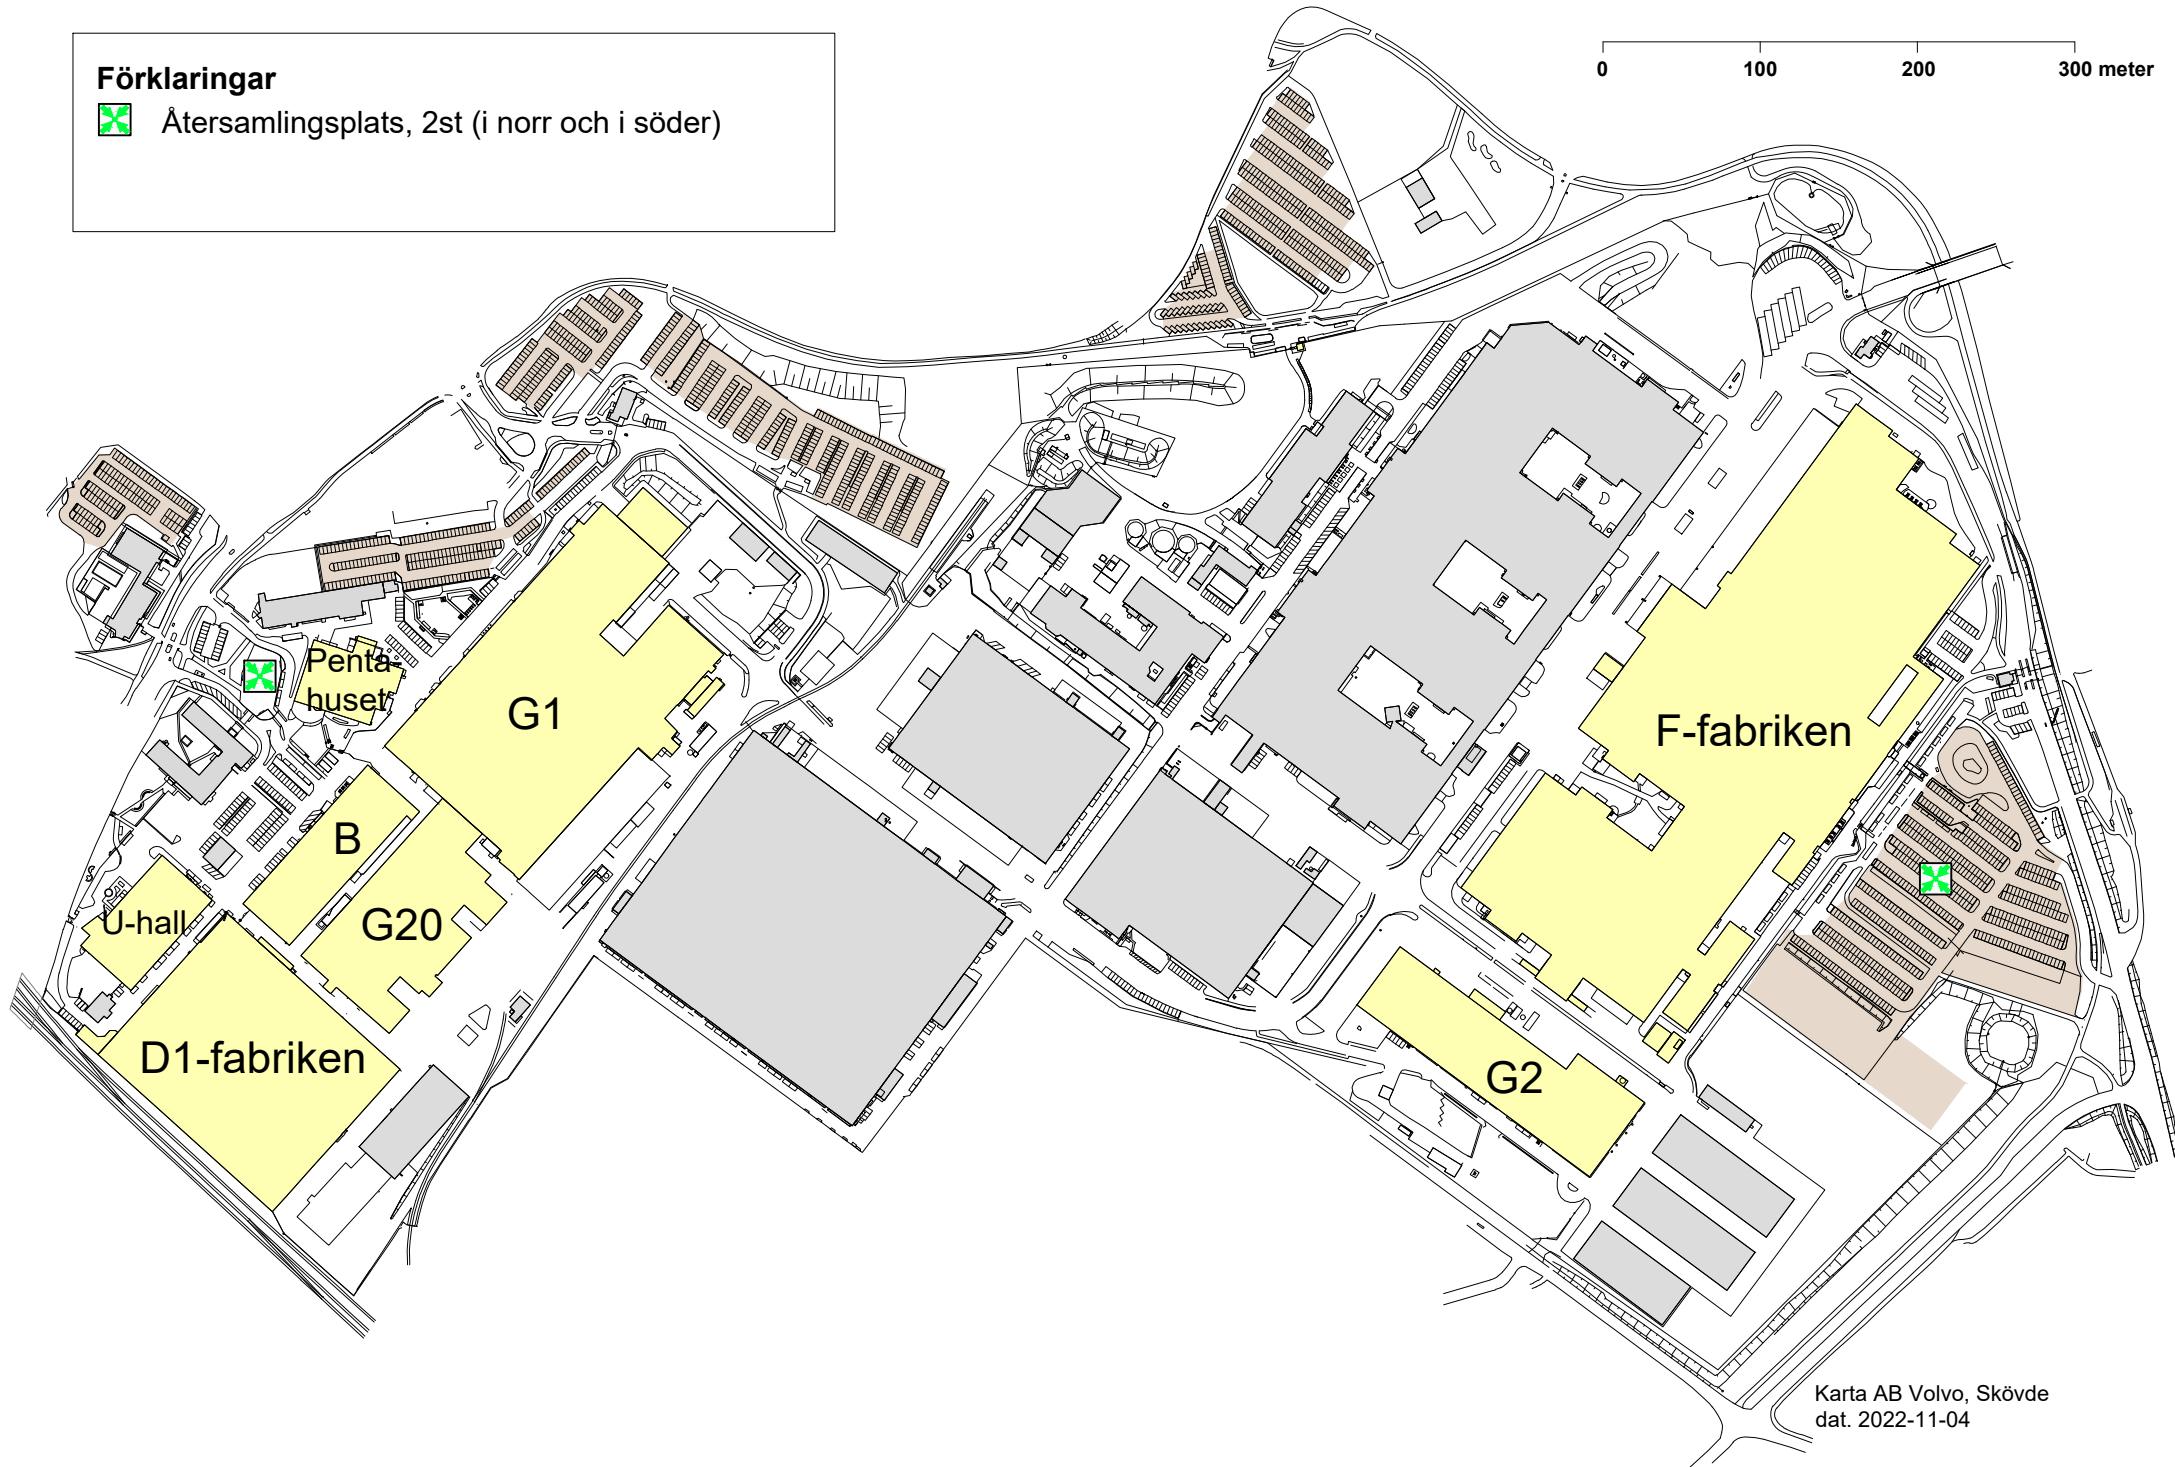 Förklaringar
Återsamlingsplats, 2st (i norr och i söder)
0 100 200 300 meter
Penta-
huset
G1
F-fabriken
B
U-hall
G20
D1-fabriken
G2
Karta AB Volvo, Skövde
dat. 2022-11-04